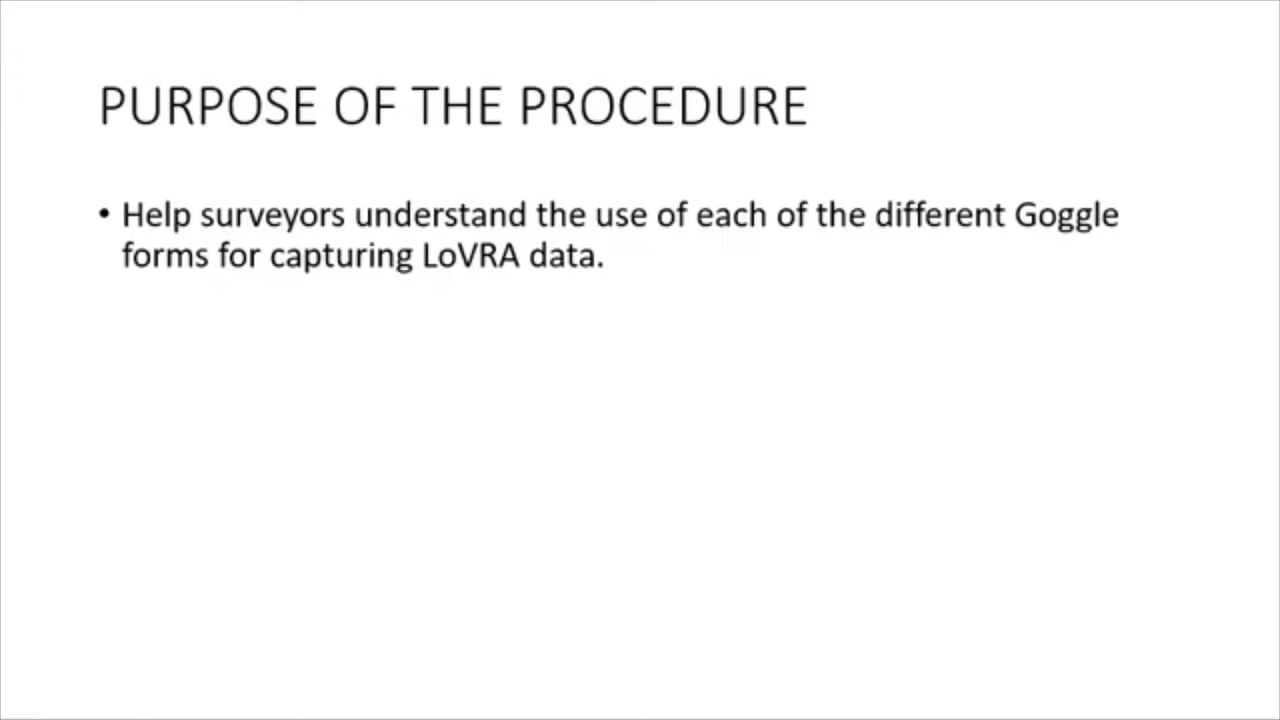 PURPOSE OF THE PROCEDURE
• Help surveyors understand the use of each of the different Goggle
forms for capturing LoVRA data.